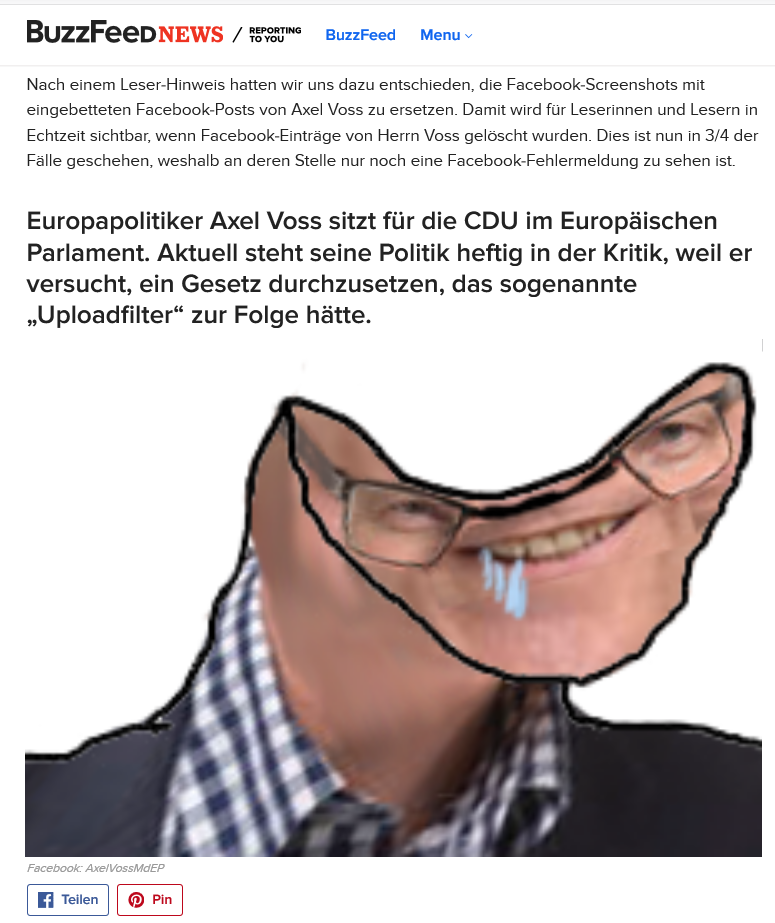 BuzzFeeD NEWS / REPORTING TO YOU BuzzFeed Menu
Nach einem Leser-Hinweis hatten wir uns dazu entschieden, die Facebook-Screenshots mit
eingebetteten Facebook-Posts von Axel Voss zu ersetzen. Damit wird für Leserinnen und Lesern in
Echtzeit sichtbar, wenn Facebook-Einträge von Herrn Voss gelöscht wurden. Dies ist nun in 3/4 der
Fälle geschehen, weshalb an deren Stelle nur noch eine Facebook-Fehlermeldung zu sehen ist.
Europapolitiker Axel Voss sitzt für die CDU im Europäischen
Parlament. Aktuell steht seine Politik heftig in der Kritik, weil er
versucht, ein Gesetz durchzusetzen, das sogenannte
„Uploadfilter“ zur Folge hätte.
Facebook: AxelVossMdEP
Teilen Pin